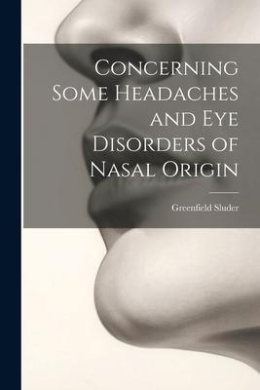 Concerning
Some Headaches
and Eye
Disorders of
Nasal Origin
Greenfield Sluder